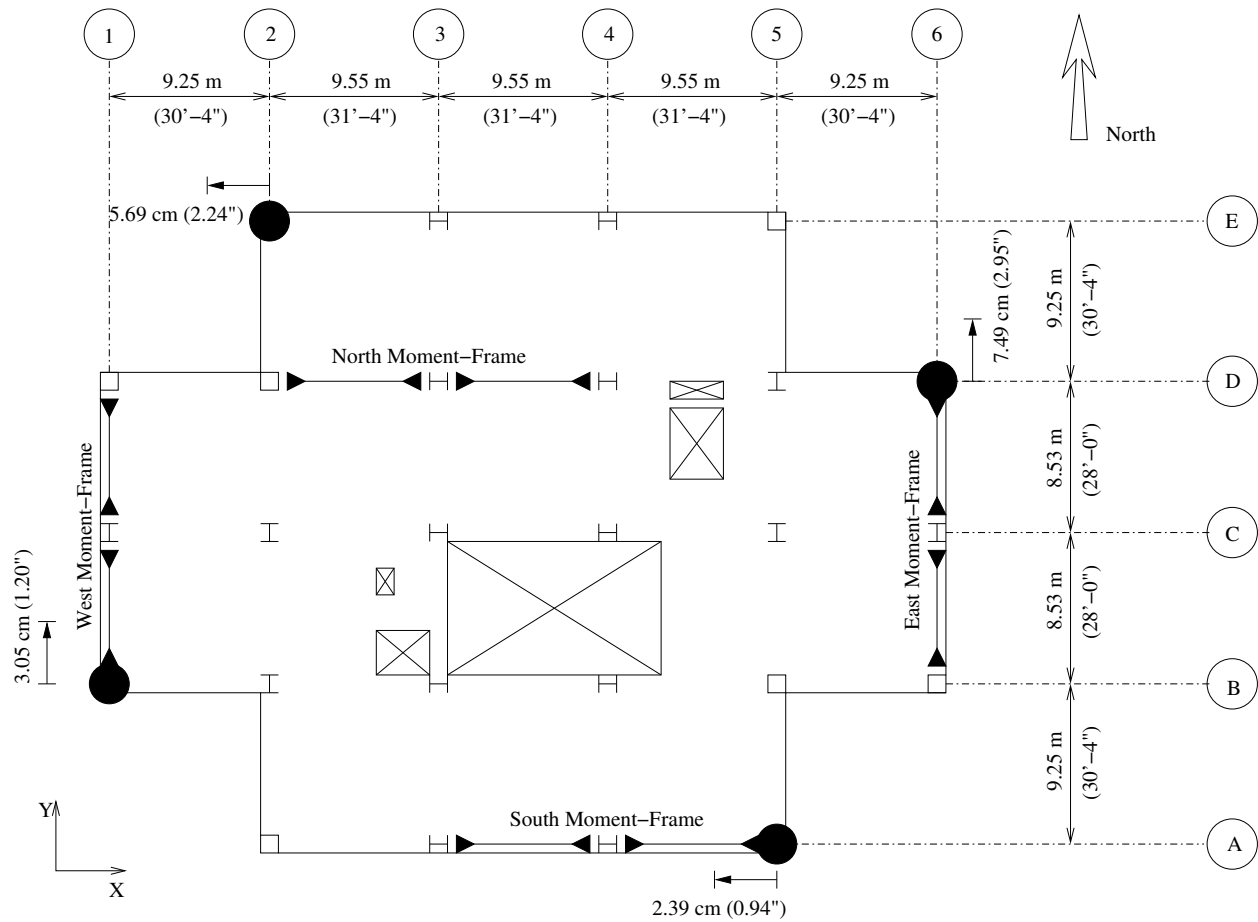 1 2 3 4 5 6
9.25 m 9.55 m 9.55 m 9.55 m 9.25 m
(30’−4") (31’−4") (31’−4") (31’−4") (30’−4")
North
5.69 cm (2.24")
E
7.49 cm (2.95")
9.25 m
(30’−4")
North Moment−Frame
D
West Moment−Frame
East Moment−Frame
8.53 m
(28’−0")
C
3.05 cm (1.20")
8.53 m
(28’−0")
B
9.25 m
(30’−4")
South Moment−Frame
Y
X
A
2.39 cm (0.94")